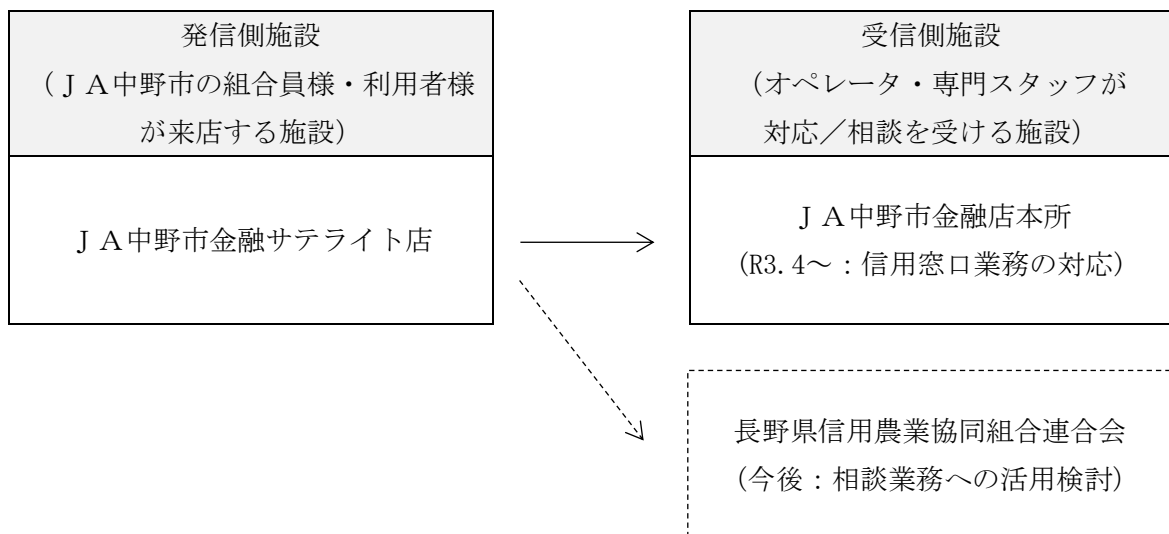 発信側施設
(ＪＡ中野市の組合員様・利用者様
が来店する施設)
ＪＡ中野市金融サテライト店
受信側施設
(オペレータ・専門スタッフが
対応／相談を受ける施設)
ＪＡ中野市金融店本所
(R3.4～：信用窓口業務の対応)
長野県信用農業協同組合連合会
(今後：相談業務への活用検討)